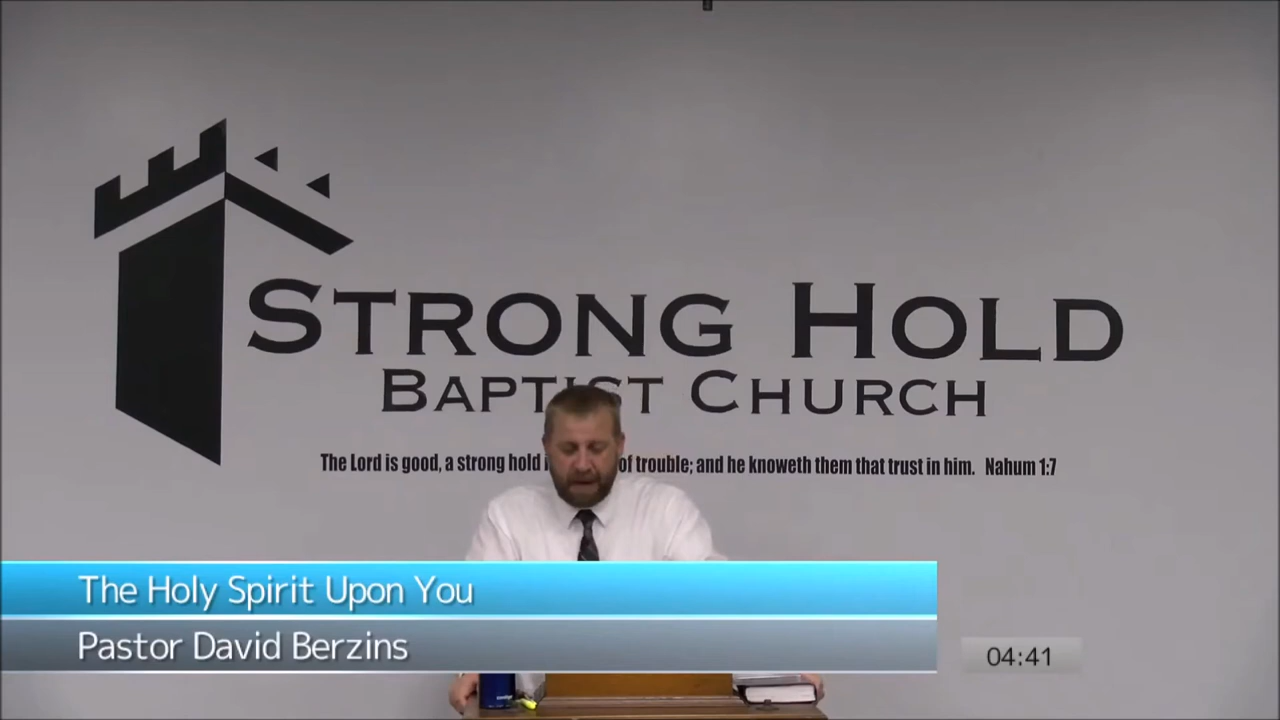 STRONG HOLD
BAPTIST CHURCH
The Lord is good, a strong hold of trouble; and he knoweth them that trust in him. Nahum 1:7
The Holy Spirit Upon You
Pastor David Berzins
04:41